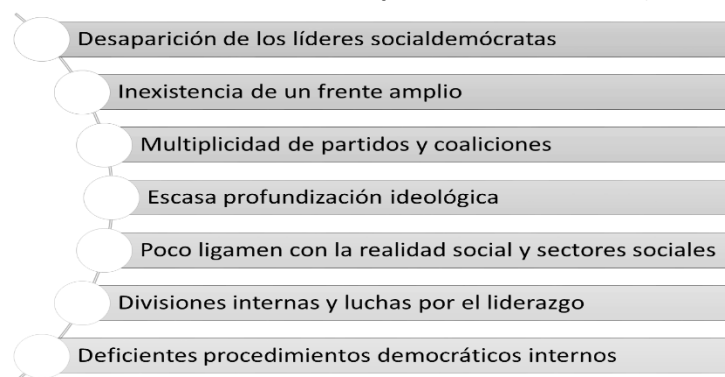 Desaparición de los líderes socialdemócratas
Inexistencia de un frente amplio
Multiplicidad de partidos y coaliciones
Escasa profundización ideológica
Poco ligamen con la realidad social y sectores sociales
Divisiones internas y luchas por el liderazgo
Deficientes procedimientos democráticos internos